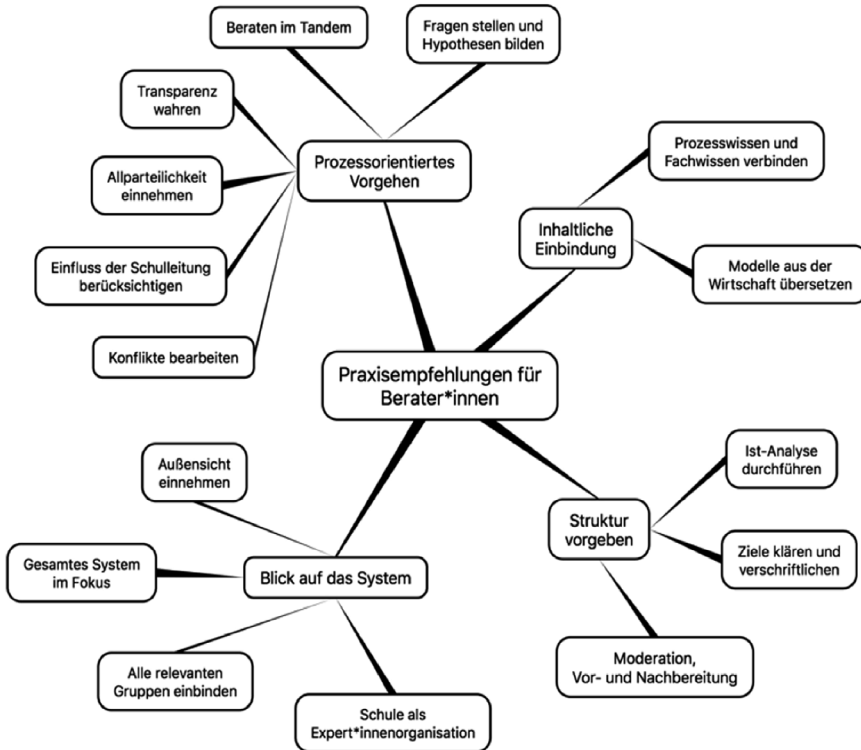 Beraten im Tandem
Fragen stellen und
Hypothesen bilden
Transparenz
wahren
Prozessorientiertes
Vorgehen
Allparteilichkeit
einnehmen
Einfluss der Schulleitung
berücksichtigen
Konflikte bearbeiten
Prozesswissen und
Fachwissen verbinden
Inhaltliche
Einbindung
Modelle aus der
Wirtschaft übersetzen
Praxisempfehlungen für
Berater*innen
Außensicht
einnehmen
Gesamtes System
im Fokus
Blick auf das System
Alle relevanten
Gruppen einbinden
Schule als
Expert*innenorganisation
Ist-Analyse
durchführen
Struktur
vorgeben
Ziele klären und
verschriftlichen
Moderation,
Vor- und Nachbereitung